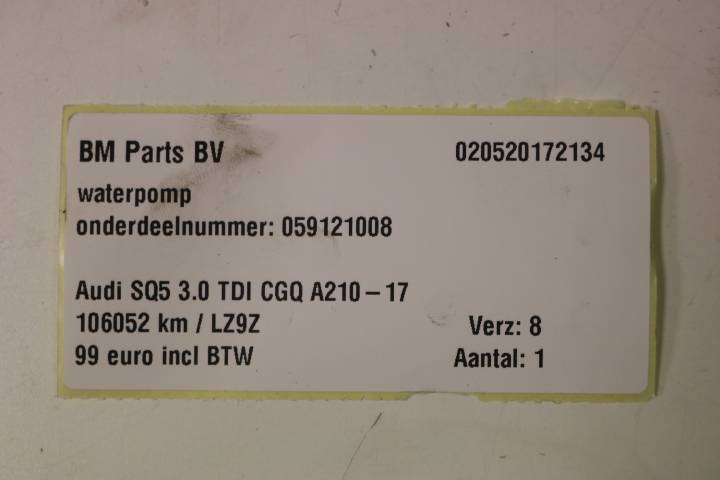 BM Parts BV 020520172134
waterpomp
onderdeelnummer: 059121008
Audi SQ5 3.0 TDI CGQ A210-17
106052 km / LZ9Z Verz: 8
99 euro incl BTW Aantal: 1